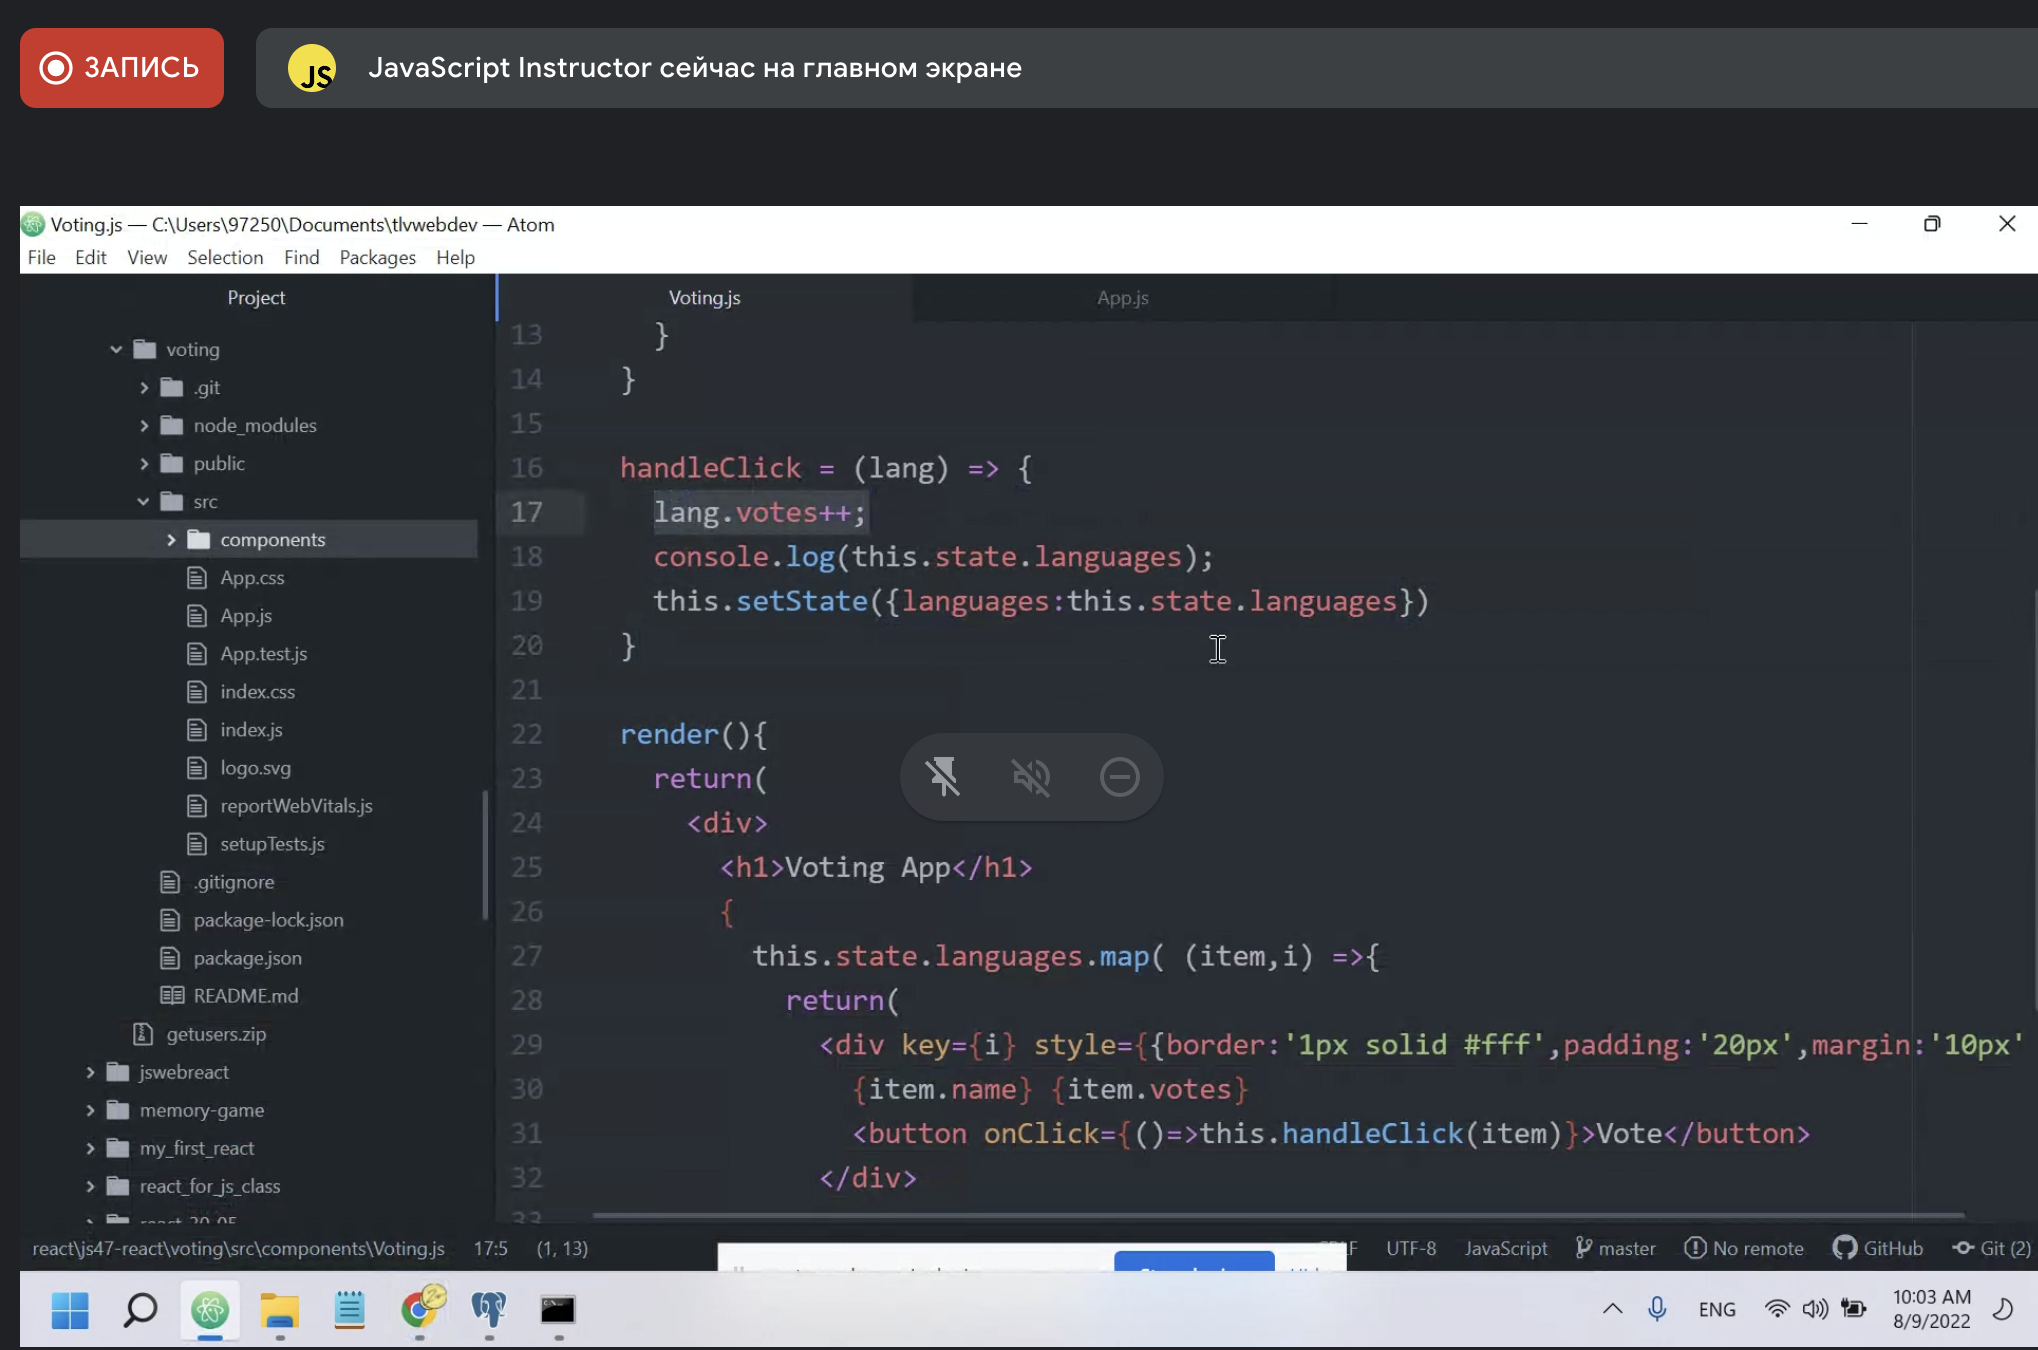 ЗАПИСЬ
JS
JavaScript Instructor сейчас на главном экране
Voting.js — C:\Users\97250\Documents\tlvwebdev — Atom
File Edit View Selection Find Packages Help
Project
voting
.git
node_modules
public
src
components
App.css
App.js
App.test.js
index.css
index.js
logo.svg
reportWebVitals.js
setupTests.js
.gitignore
package-lock.json
package.json
README.md
getusers.zip
jswebreact
memory-game
my_first_react
react_for_js_class
Voting.js App.js
13 }
14 }
15
16 handleClick = (lang) => {
17 lang.votes++;
18 console.log(this.state.languages);
19 this.setState({languages:this.state.languages})
20 }
21
22 render(){
23 return(
24 <div>
25 <h1>Voting App</h1>
26 {
27 this.state.languages.map( (item,i) =>{
28 return(
29 <div key={i} style={{border:'1px solid #fff',padding:'20px',margin:'10px'
30 {item.name} {item.votes}
31 <button onClick={()=>this.handleClick(item)}>Vote</button>
32 </div>
33
react\js47-react\voting\src\components\Voting.js 17:5 (1, 13) UTF-8 JavaScript master No remote GitHub Git (2)
ENG
10:03 AM
8/9/2022